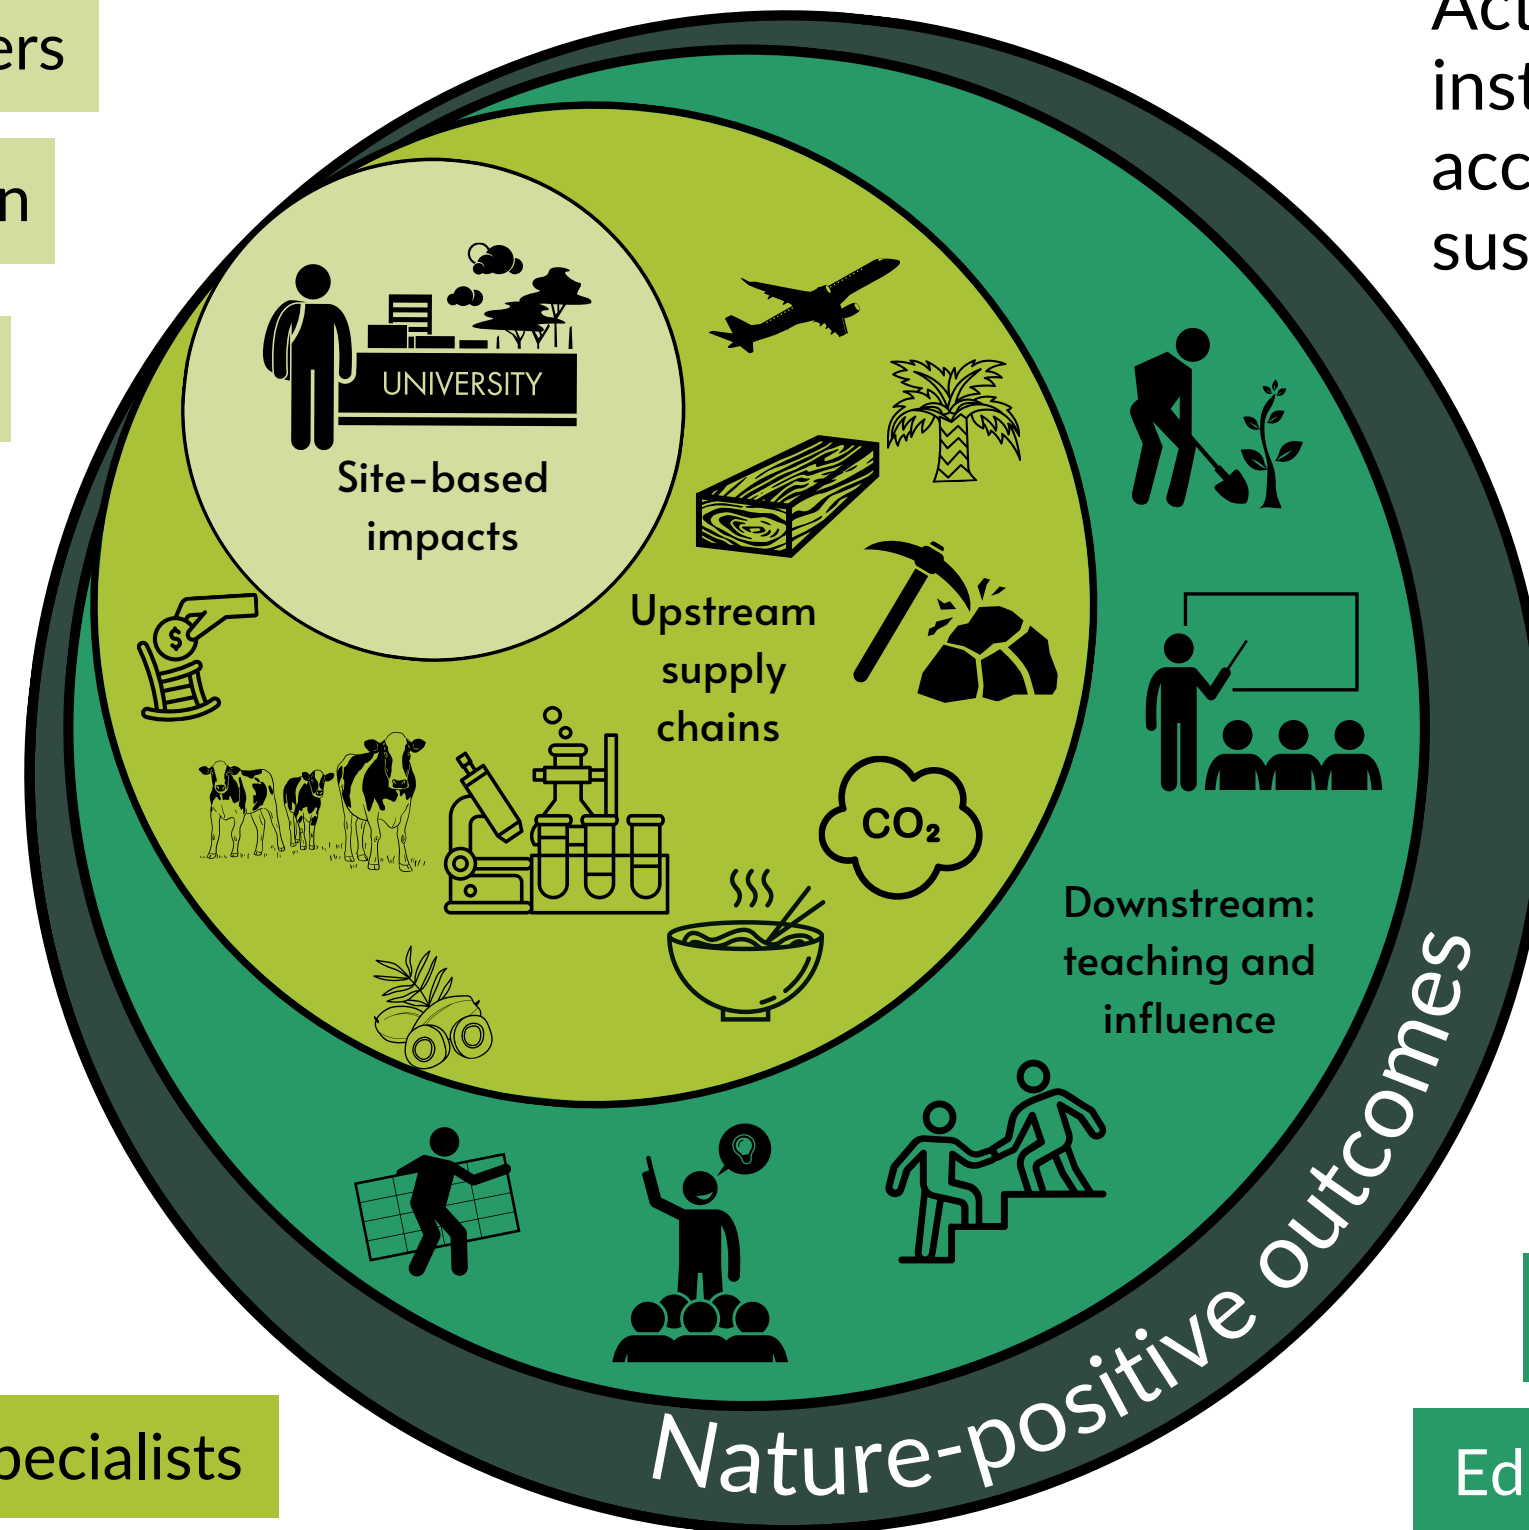 ers
n
Act
inst
acc
sus
UNIVERSITY
Site-based
impacts
$
Upstream
supply
chains
CO₂
Downstream:
teaching and
influence
Nature-positive outcomes
pecialists
Ed